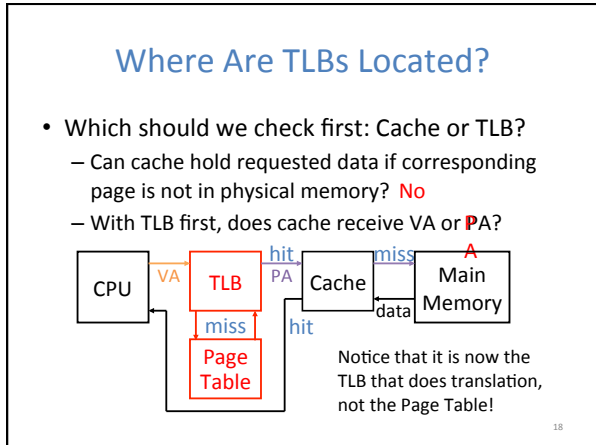 Where Are TLBs Located?
• Which should we check first: Cache or TLB?
– Can cache hold requested data if corresponding
page is not in physical memory? No
– With TLB first, does cache receive VA or PA?
PA
CPU
VA
TLB
hit
PA
Cache
miss
Main
Memory
data
miss
hit
Page
Table
Notice that it is now the
TLB that does translation,
not the Page Table!
18